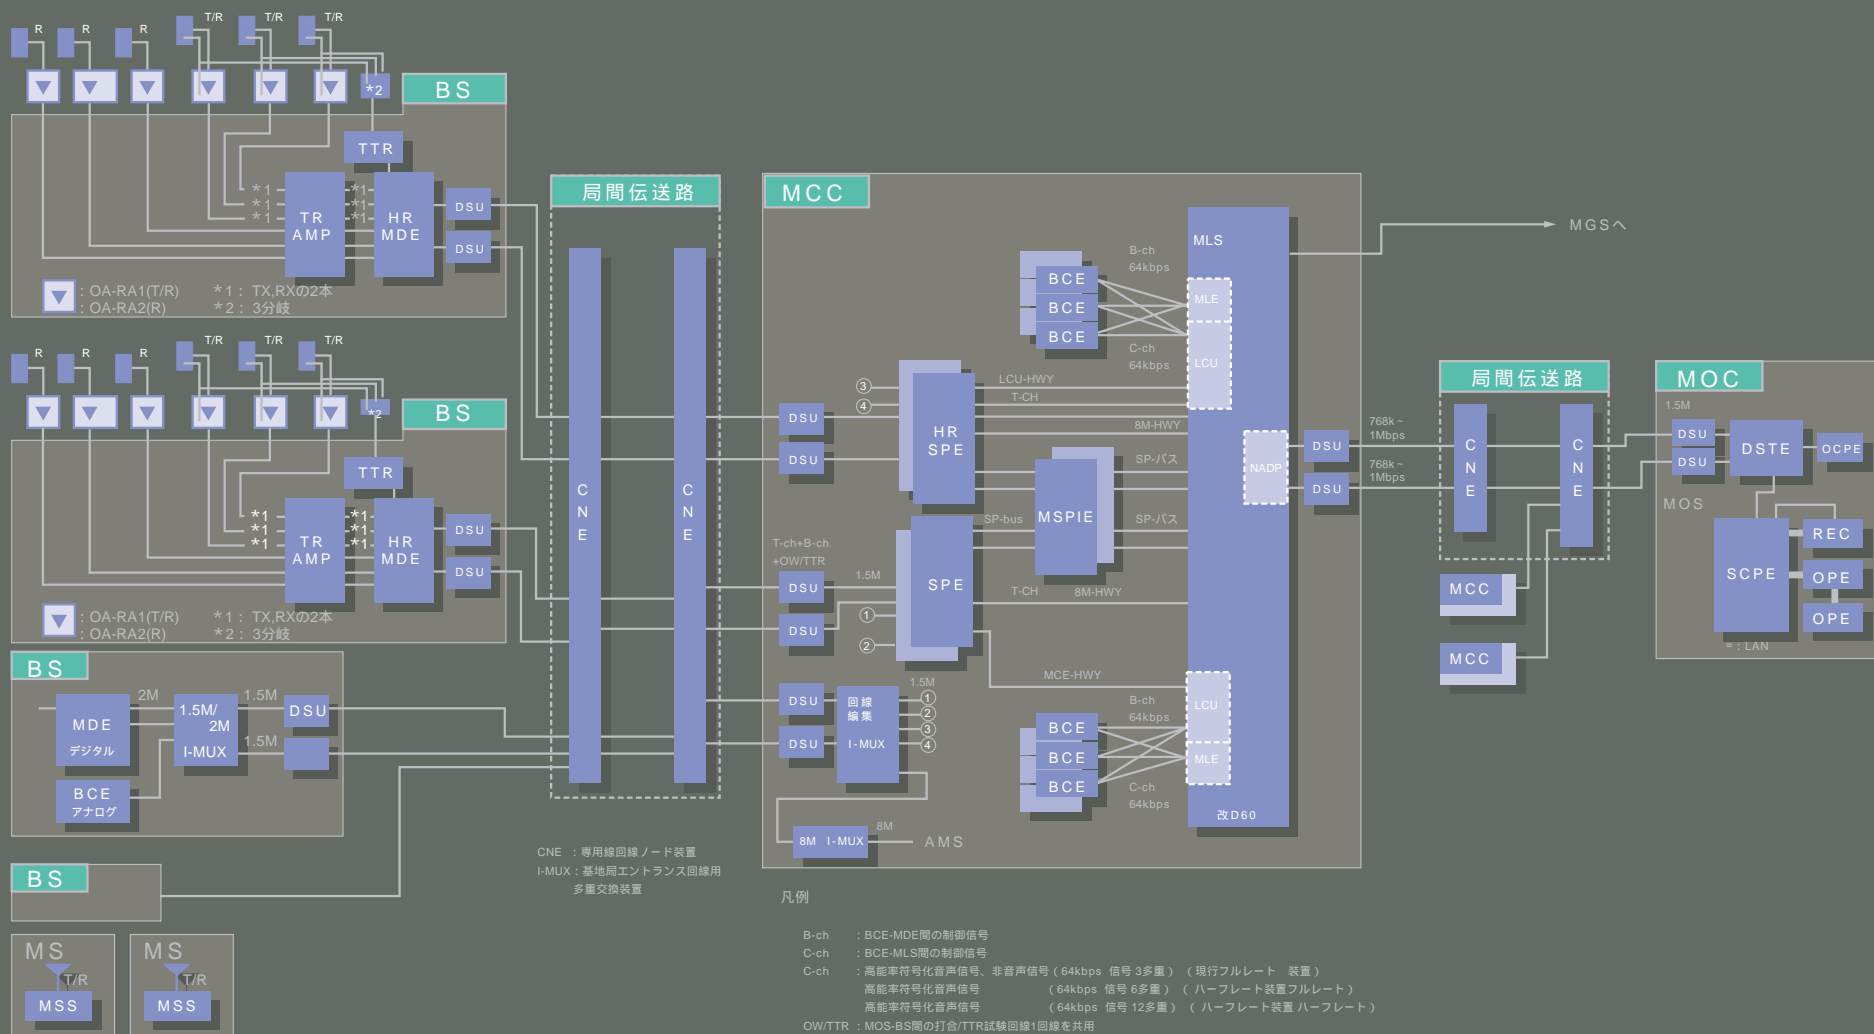 R R R T/R T/R T/R
*2
BS
TTR
*1 *1
*1 *1
*1 *1
TR
AMP
HR
MDE
DSU
DSU
: OA-RA1(T/R) *1: TX,RXの2本
: OA-RA2(R) *2: 3分岐
R R R T/R T/R T/R
*2
BS
TTR
*1 *1
*1 *1
*1 *1
TR
AMP
HR
MDE
DSU
DSU
: OA-RA1(T/R) *1: TX,RXの2本
: OA-RA2(R) *2: 3分岐
BS
MDE
デジタル
2M
1.5M/
2M
I-MUX
1.5M
DSU
1.5M
BCE
アナログ
BS
MS
T/R
MSS
MS
T/R
MSS
局間伝送路
CNE
CNE
CNE :専用線回線ノード装置
I-MUX:基地局エントランス回線用
多重交換装置
MCC
BCE
BCE
BCE
B-ch
64kbps
C-ch
64kbps
MLS
MLE
LCU
③
④
LCU-HWY
T-CH
8M-HWY
DSU
DSU
HR
SPE
SP-バス
MSPIE
NADP
SP-bus
SP-バス
T-ch+B-ch
+OW/TTR
DSU
1.5M
SPE
DSU
①
②
T-CH 8M-HWY
MCE-HWY
DSU
DSU
回線
編集
I-MUX
1.5M
①
②
③
④
BCE
BCE
BCE
B-ch
64kbps
C-ch
64kbps
LCU
MLE
改D60
8M I-MUX
8M
AMS
MGSへ
DSU
768k~
1Mbps
DSU
768k~
1Mbps
局間伝送路
CNE
CNE
MCC
MCC
MOC
1.5M
DSU
DSU
DSTE
OCPE
MOS
SCPE
REC
OPE
OPE
=:LAN
凡例
B-ch :BCE-MDE間の制御信号
C-ch :BCE-MLS間の制御信号
C-ch :高能率符号化音声信号、非音声信号(64kbps 信号 3多重)(現行フルレート 装置)
高能率符号化音声信号 (64kbps 信号 6多重)(ハーフレート装置フルレート)
高能率符号化音声信号 (64kbps 信号 12多重)(ハーフレート装置 ハーフレート)
OW/TTR :MOS-BS間の打合/TTR試験回線1回線を共用